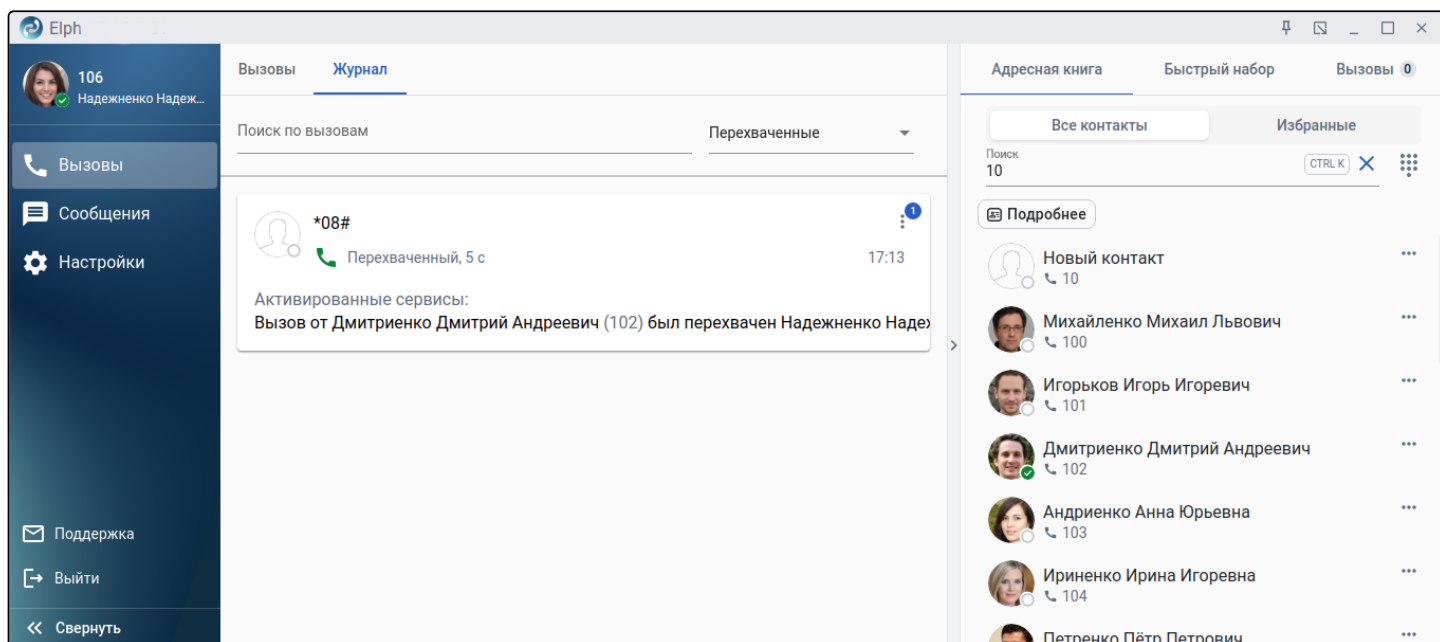 Elph
106
Надежненко Надеж...
Вызовы
Сообщения
Настройки
Поддержка
Выйти
Свернуть
Вызовы Журнал
Поиск по вызовам Перехваченные
*08# 1
Перехваченный, 5 с 17:13
Активированные сервисы:
Вызов от Дмитриенко Дмитрий Андреевич (102) был перехвачен Надежненко
Адресная книга Быстрый набор Вызовы 0
Все контакты Избранные
Поиск
10 CTRL K
Подробнее
Новый контакт
10
Михайленко Михаил Львович
100
Игорьков Игорь Игоревич
101
Дмитриенко Дмитрий Андреевич
102
Андриенко Анна Юрьевна
103
Ириненко Ирина Игоревна
104
Петренко Пётр Петрович